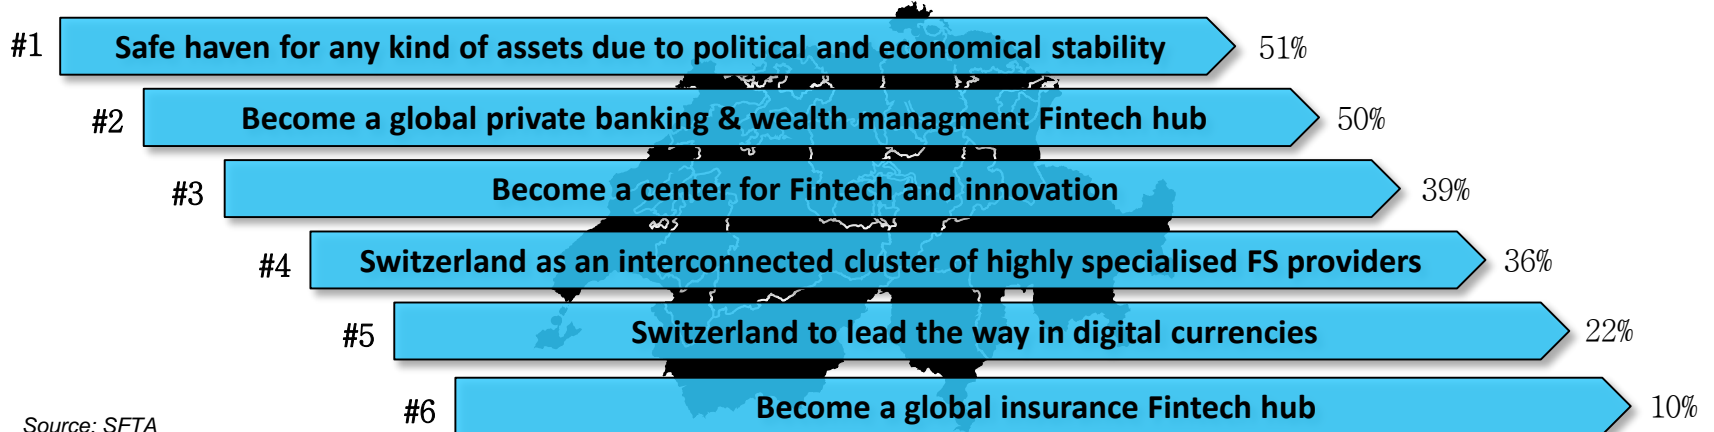 #1 Safe haven for any kind of assets due to political and economical stability 51%
#2 Become a global private banking & wealth managment Fintech hub 50%
#3 Become a center for Fintech and innovation 39%
#4 Switzerland as an interconnected cluster of highly specialised FS providers 36%
#5 Switzerland to lead the way in digital currencies 22%
#6 Become a global insurance Fintech hub 10%
Source: SFTA